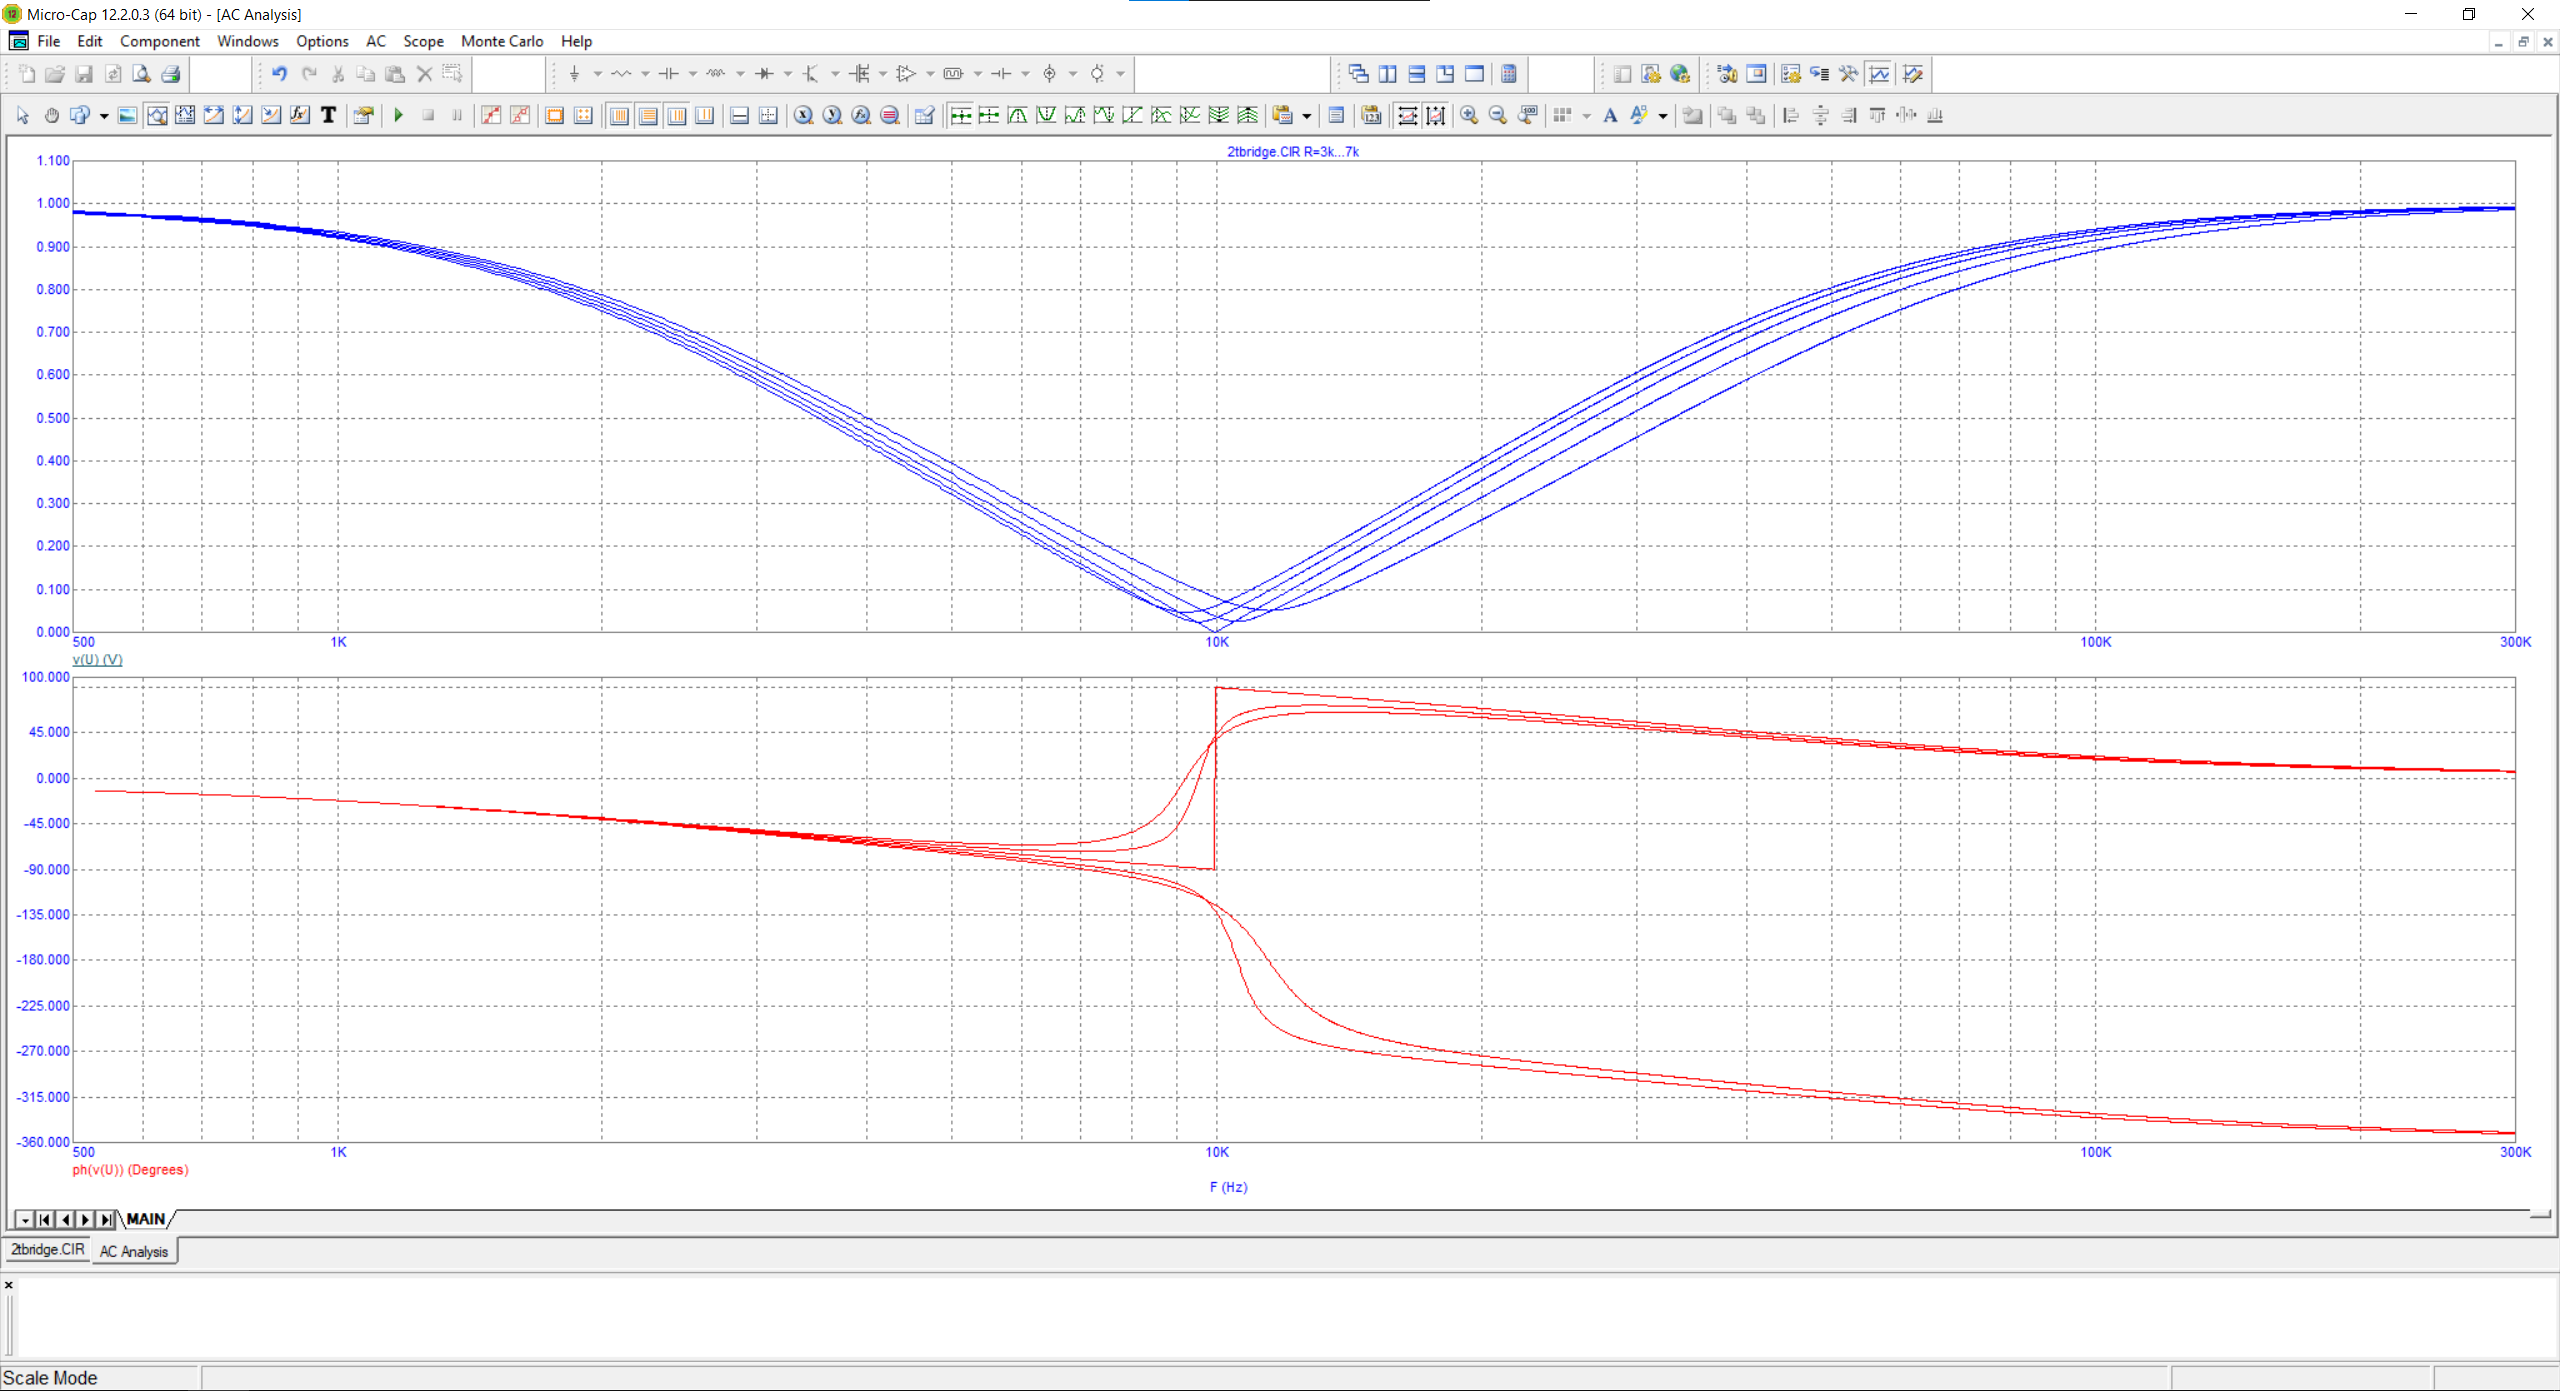 Micro-Cap 12.2.0.3 (64 bit) - [AC Analysis]
File Edit Component Windows Options AC Scope Monte Carlo Help
2tbridge.CIR R=3k...7k
1.100
1.000
0.900
0.800
0.700
0.600
0.500
0.400
0.300
0.200
0.100
0.000
500 1K 10K 100K 300K
v(U) (V)
100.000
45.000
0.000
-45.000
-90.000
-135.000
-180.000
-225.000
-270.000
-315.000
-360.000
500 1K 10K 100K 300K
ph(v(U)) (Degrees)
F (Hz)
MAIN
2tbridge.CIR AC Analysis
Scale Mode